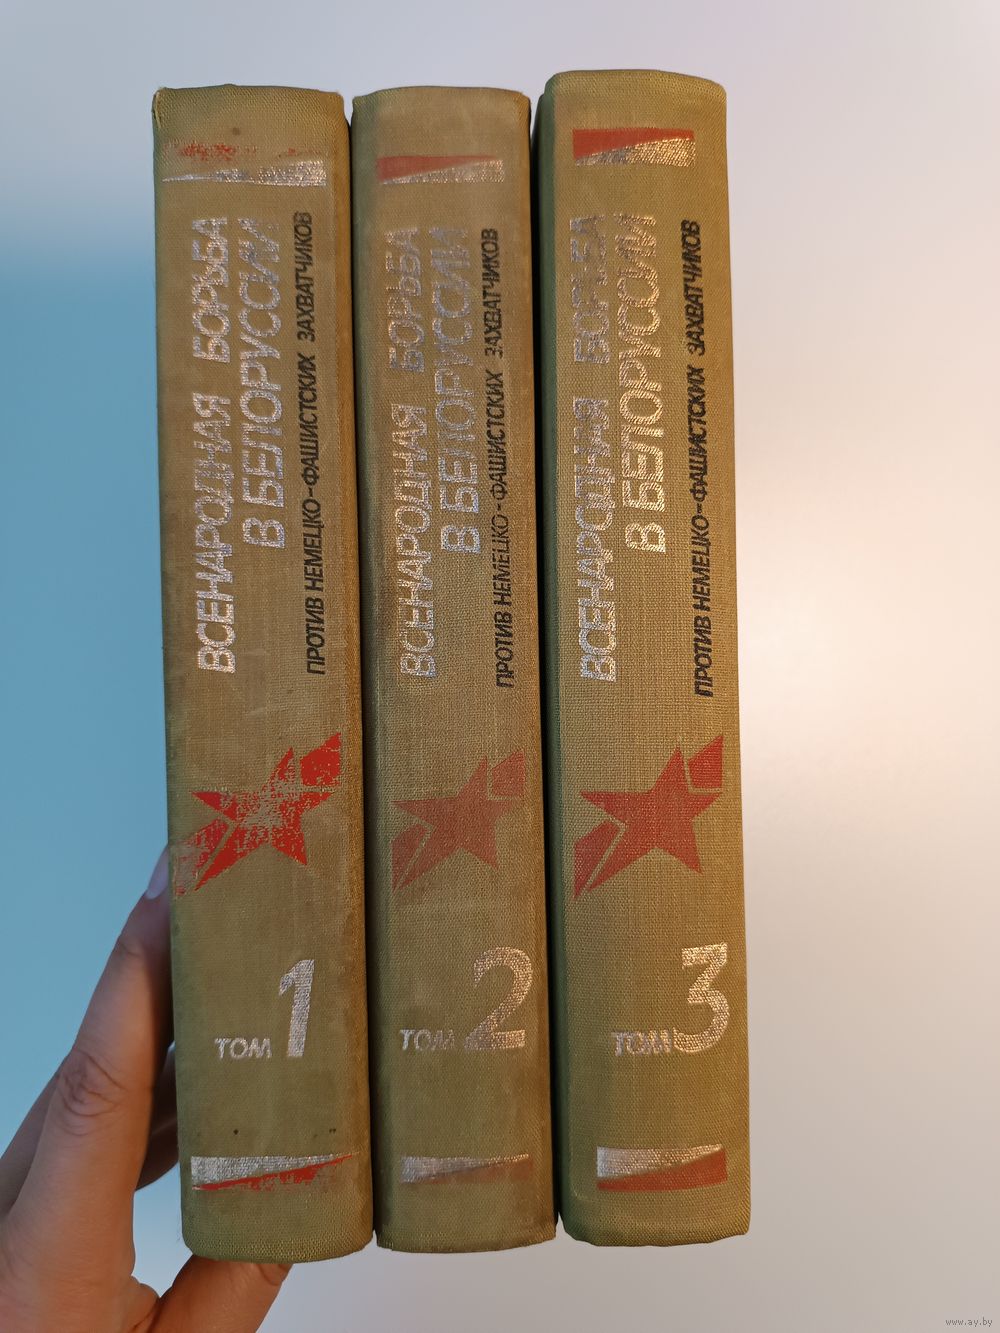 ВСЕНАРОДНАЯ БОРЬБА
В БЕЛОРУССИИ
ПРОТИВ НЕМЕЦКО-ФАШИСТСКИХ ЗАХВАТЧИКОВ
ТОМ 1
ВСЕНАРОДНАЯ БОРЬБА
В БЕЛОРУССИИ
ПРОТИВ НЕМЕЦКО-ФАШИСТСКИХ ЗАХВАТЧИКОВ
ТОМ 2
ВСЕНАРОДНАЯ БОРЬБА
В БЕЛОРУССИИ
ПРОТИВ НЕМЕЦКО-ФАШИСТСКИХ ЗАХВАТЧИКОВ
ТОМ 3
www.ay.by